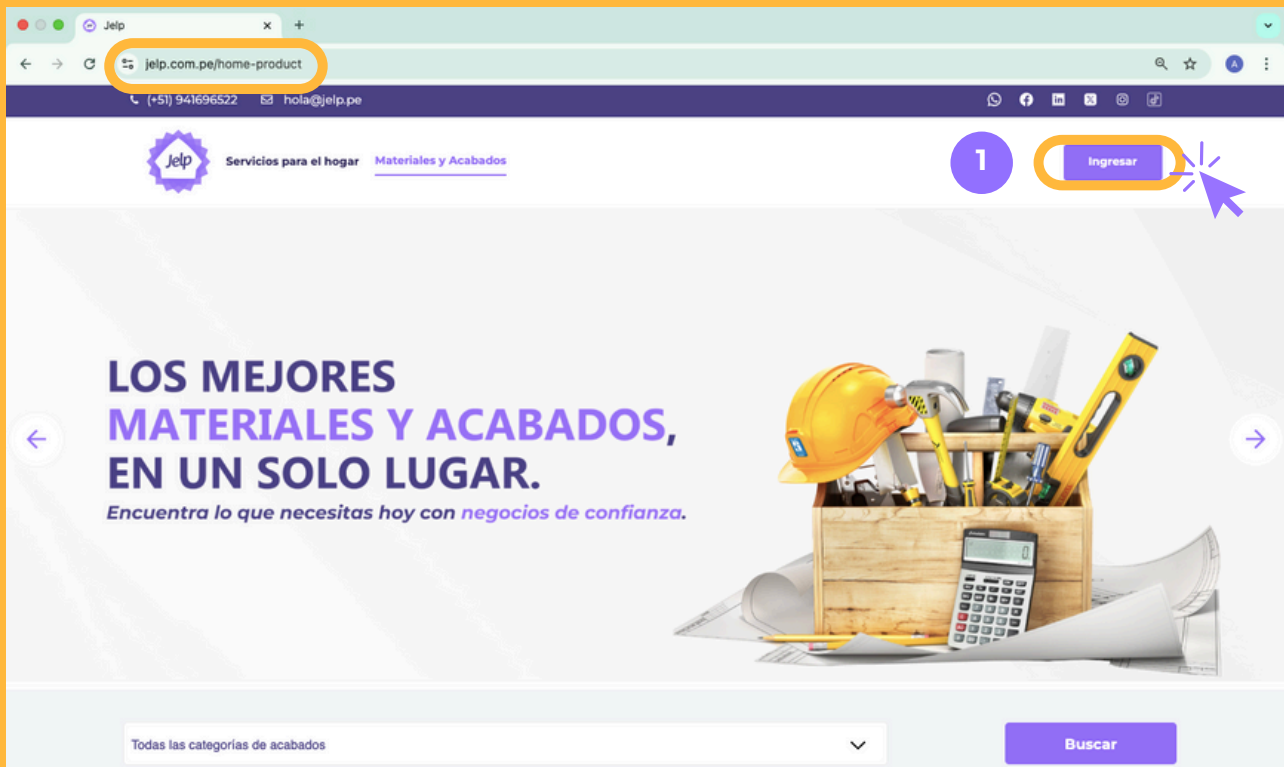 Jelp
jelp.com.pe/home-product
A
(+51) 941696522 hola@jelp.pe
Jelp
Servicios para el hogar Materiales y Acabados
1
Ingresar
LOS MEJORES
MATERIALES Y ACABADOS,
EN UN SOLO LUGAR.
Encuentra lo que necesitas hoy con negocios de confianza.
0
Todas las categorías de acabados
Buscar